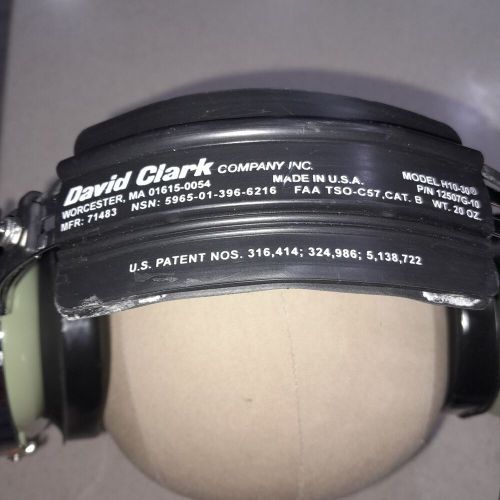 David Clark COMPANY INC.
WORCESTER, MA 01615-0054 MADE IN U.S.A. MODEL H10-30®
MFR: 71483 NSN: 5965-01-396-6216 FAA TSO-C57,CAT. B P/N 12507G-10
WT. 20 OZ.
U.S. PATENT NOS. 316,414; 324,986; 5,138,722